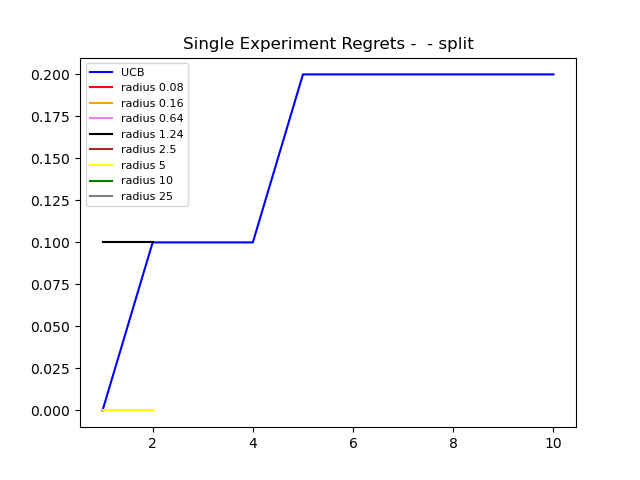 Single Experiment Regrets -  - split
UCB
radius 0.08
radius 0.16
radius 0.64
radius 1.24
radius 2.5
radius 5
radius 10
radius 25
0.200
0.175
0.150
0.125
0.100
0.075
0.050
0.025
0.000
2 4 6 8 10